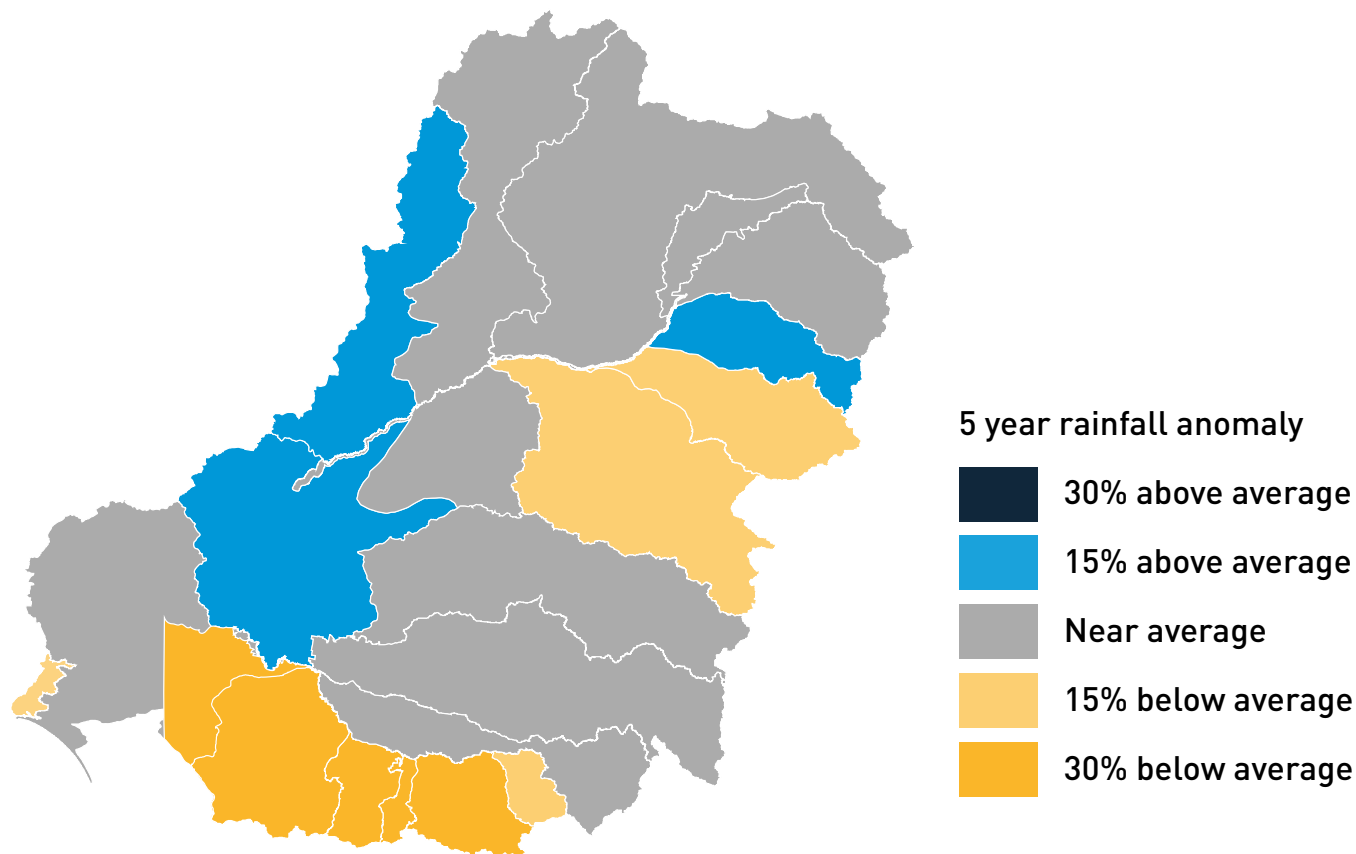 5 year rainfall anomaly
30% above average
15% above average
Near average
15% below average
30% below average